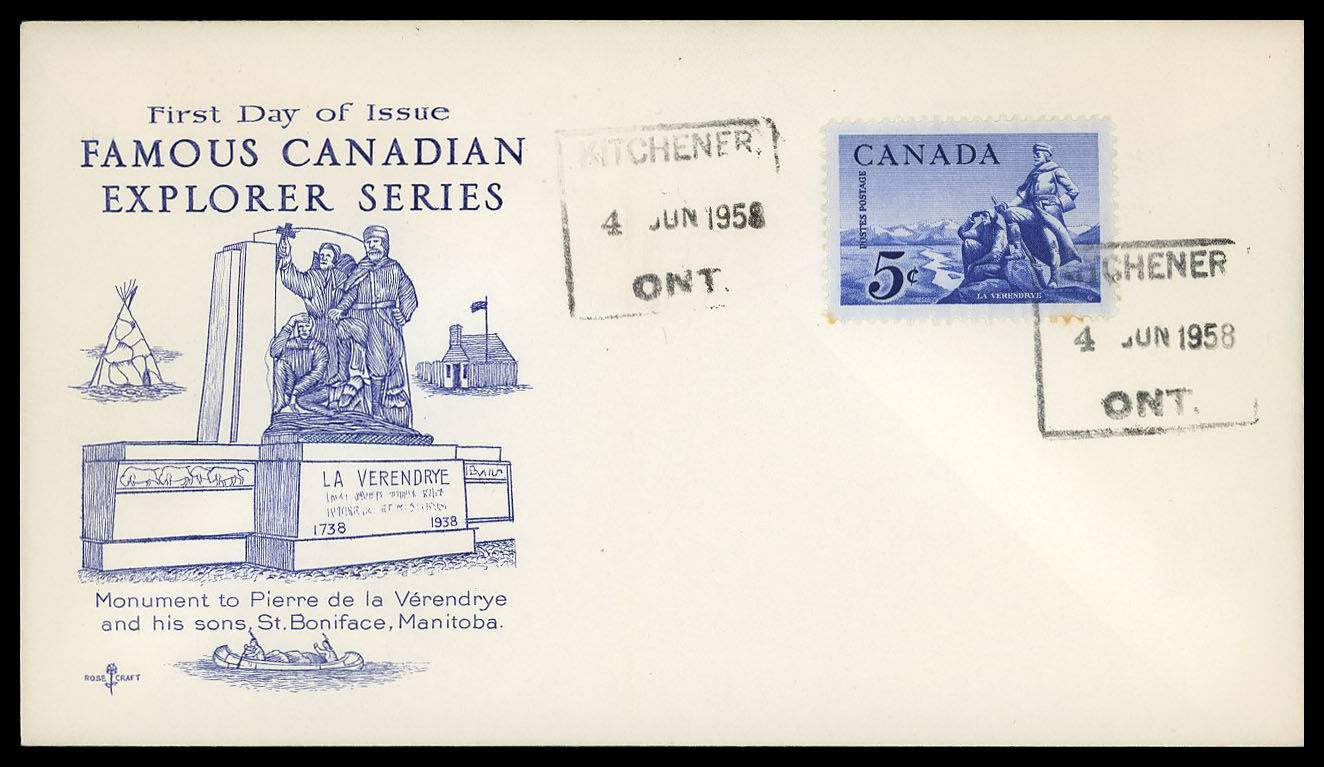 First Day of Issue
FAMOUS CANADIAN
EXPLORER SERIES
LA VERENDRYE
1738 1938
Monument to Pierre de la Vérendrye
and his sons, St. Boniface, Manitoba.
ROSE CRAFT
KITCHENER,
4 JUN 1958
ONT.
CANADA
POSTES POSTAGE
5¢
LA VERENDRYE
KITCHENER
4 JUN 1958
ONT.